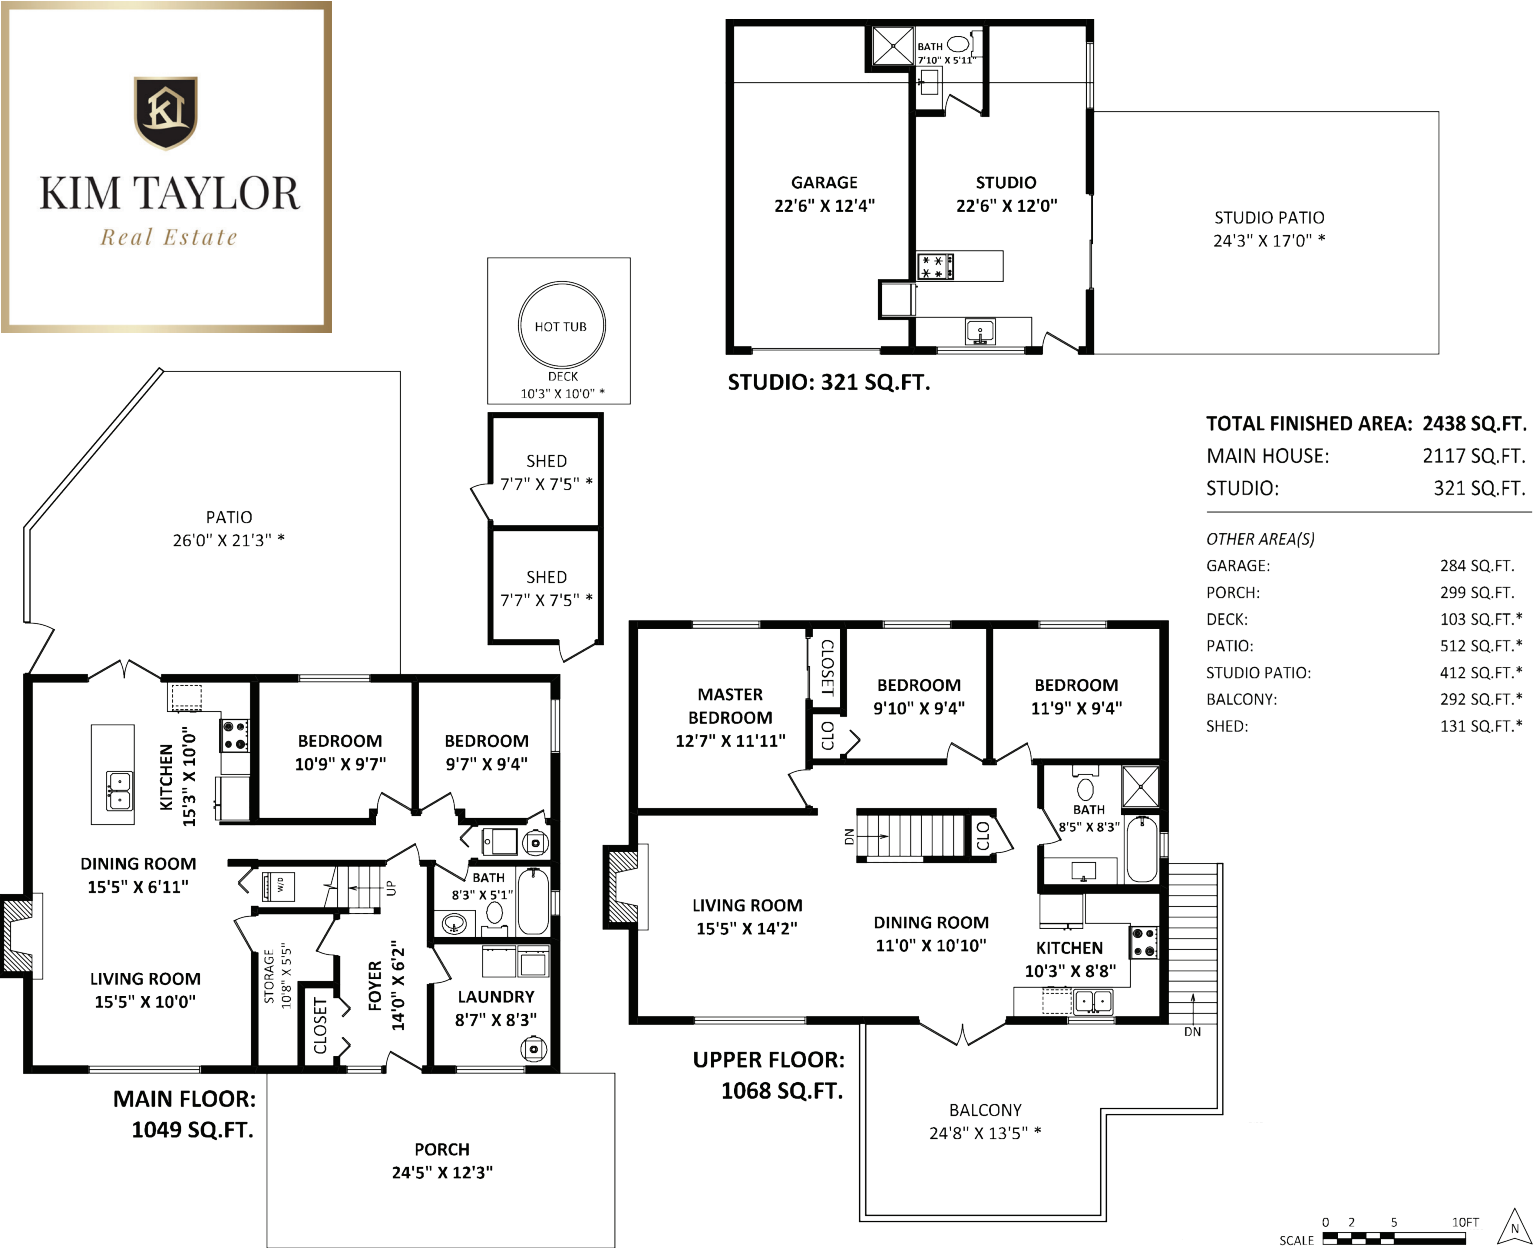 KIM TAYLOR
Real Estate
BATH
7'10" X 5'11"
GARAGE
22'6" X 12'4"
STUDIO
22'6" X 12'0"
STUDIO PATIO
24'3" X 17'0" *
STUDIO: 321 SQ.FT.
HOT TUB
DECK
10'3" X 10'0" *
SHED
7'7" X 7'5" *
SHED
7'7" X 7'5" *
PATIO
26'0" X 21'3" *
TOTAL FINISHED AREA: 2438 SQ.FT.
MAIN HOUSE: 2117 SQ.FT.
STUDIO: 321 SQ.FT.
OTHER AREA(S)
GARAGE: 284 SQ.FT.
PORCH: 299 SQ.FT.
DECK: 103 SQ.FT.*
PATIO: 512 SQ.FT.*
STUDIO PATIO: 412 SQ.FT.*
BALCONY: 292 SQ.FT.*
SHED: 131 SQ.FT.*
KITCHEN
15'3" X 10'0"
BEDROOM
10'9" X 9'7"
BEDROOM
9'7" X 9'4"
DINING ROOM
15'5" X 6'11"
W/D
UP
BATH
8'3" X 5'1"
LIVING ROOM
15'5" X 10'0"
STORAGE
10'8" X 5'5"
CLOSET
FOYER
14'0" X 6'2"
LAUNDRY
8'7" X 8'3"
MAIN FLOOR:
1049 SQ.FT.
PORCH
24'5" X 12'3"
MASTER
BEDROOM
12'7" X 11'11"
CLOSET
CLO
BEDROOM
9'10" X 9'4"
BEDROOM
11'9" X 9'4"
BATH
8'5" X 8'3"
DN
CLO
LIVING ROOM
15'5" X 14'2"
DINING ROOM
11'0" X 10'10"
KITCHEN
10'3" X 8'8"
DN
UPPER FLOOR:
1068 SQ.FT.
BALCONY
24'8" X 13'5" *
0 2 5 10FT
SCALE
N